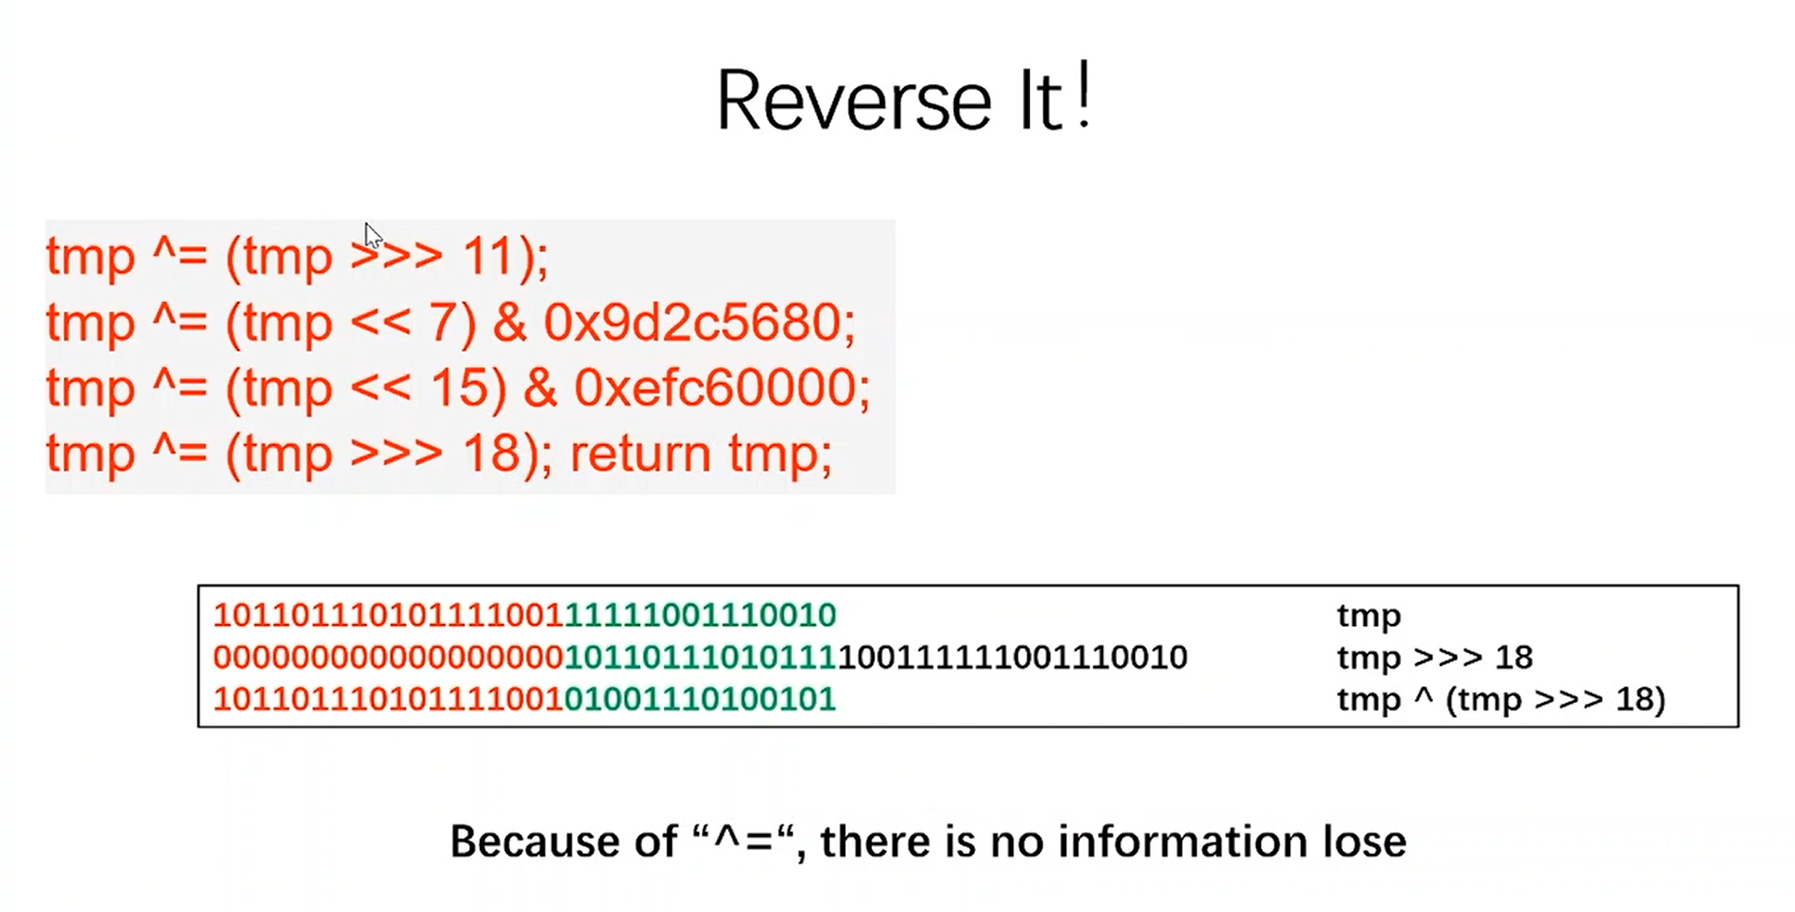 Reverse It!
tmp ^= (tmp >>> 11);
tmp ^= (tmp << 7) & 0x9d2c5680;
tmp ^= (tmp << 15) & 0xefc60000;
tmp ^= (tmp >>> 18); return tmp;
10110111010111100111111001110010 tmp
00000000000000000010110111010111100111111001110010 tmp >>> 18
10110111010111100101001110100101 tmp ^ (tmp >>> 18)
Because of “^=“, there is no information lose